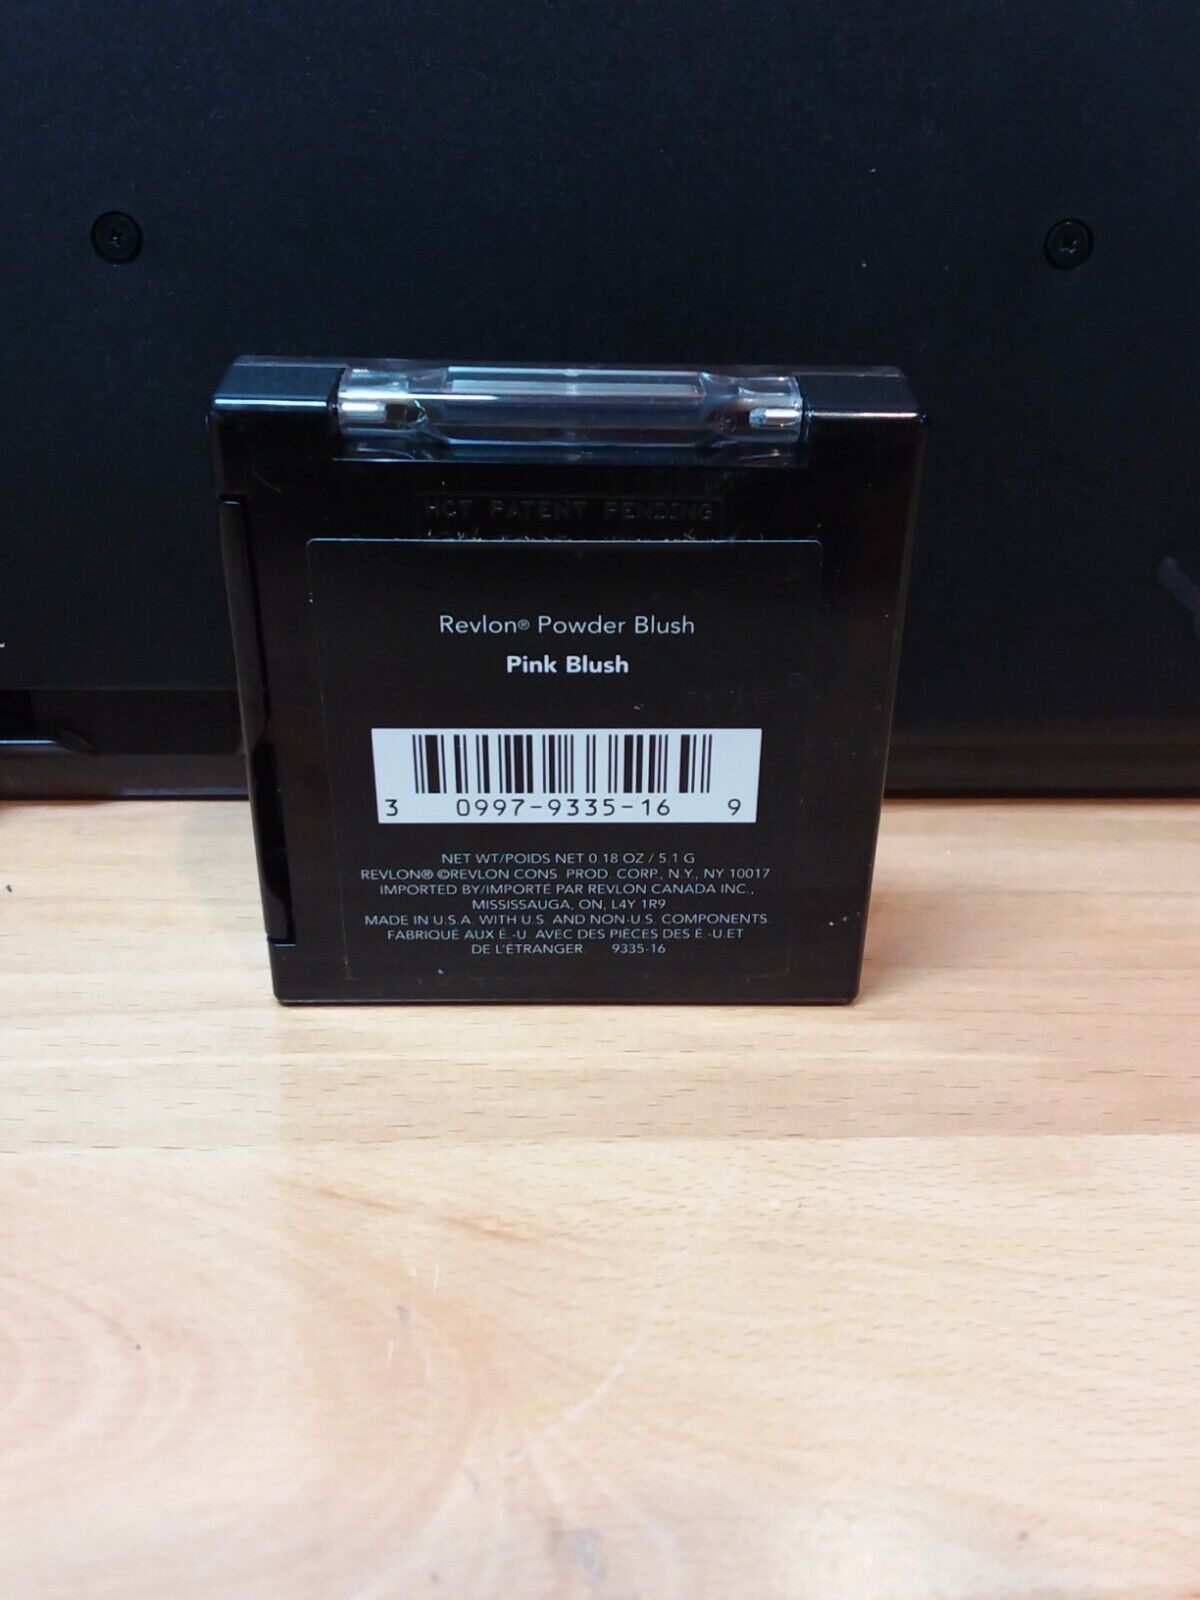 HCT PATENT PENDING
Revlon® Powder Blush
Pink Blush
3 0997-9335-16 9
NET WT/POIDS NET 0.18 OZ / 5.1 G
REVLON® ©REVLON CONS. PROD. CORP., N.Y., NY 10017
IMPORTED BY/IMPORTÉ PAR REVLON CANADA INC.,
MISSISSAUGA, ON, L4Y 1R9
MADE IN U.S.A. WITH U.S. AND NON-U.S. COMPONENTS.
FABRIQUÉ AUX É.-U. AVEC DES PIÈCES DES É.-U.ET
DE L'ÉTRANGER. 9335-16